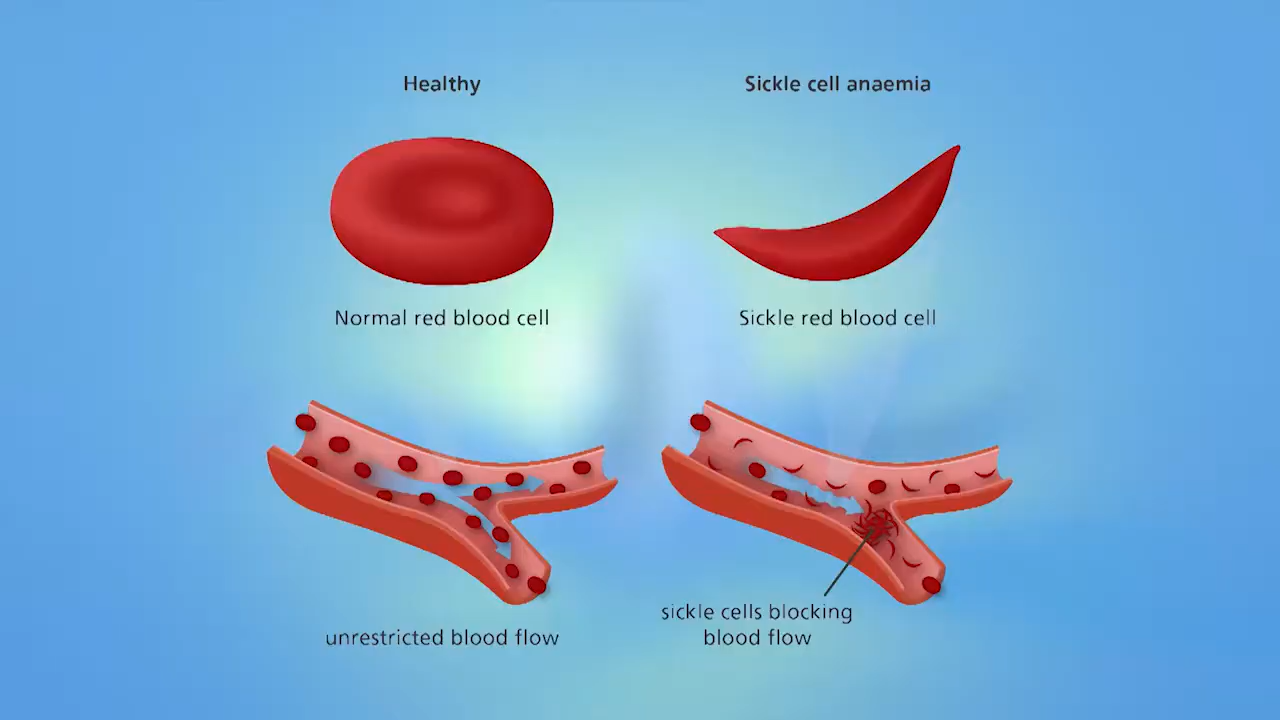 Healthy
Sickle cell anaemia
Normal red blood cell
Sickle red blood cell
unrestricted blood flow
sickle cells blocking
blood flow